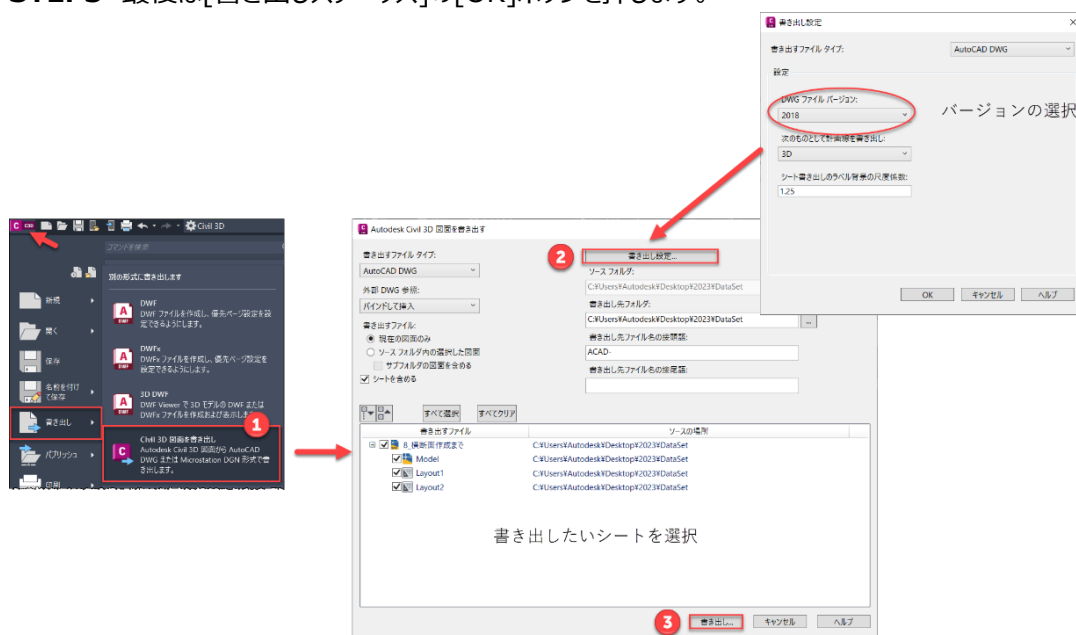 書き出し設定
書き出すファイル タイプ:
AutoCAD DWG
設定
DWG ファイル バージョン:
2018
バージョンの選択
次のものとして計画線を書き出し:
3D
シート書き出しのラベル背景の尺度係数:
1.25
OK
キャンセル
ヘルプ
Civil 3D
コマンドを検索
別の形式に書き出します
新規
開く
保存
名前を付け
て保存
書き出し
パブリッシュ
印刷
DWF
DWF ファイルを作成し、優先ページ設定を設
定できるようにします。
DWFx
DWFx ファイルを作成し、優先ページ設定を
設定できるようにします。
3D DWF
DWF Viewer で 3D モデルの DWF または
DWFx ファイルを作成および表示します
1
Civil 3D 図面を書き出し
Autodesk Civil 3D 図面から AutoCAD
DWG または Microstation DGN 形式で書
き出します。
Autodesk Civil 3D 図面を書き出す
書き出すファイル タイプ:
AutoCAD DWG
外部 DWG 参照:
バインドして挿入
書き出すファイル:
現在の図面のみ
ソース フォルダ内の選択した図面
サブフォルダの図面を含める
シートを含める
2
書き出し設定...
ソース フォルダ:
C:¥Users¥Autodesk¥Desktop¥2023¥DataSet
書き出し先フォルダ:
C:¥Users¥Autodesk¥Desktop¥2023¥DataSet
...
書き出し先ファイル名の接頭語:
ACAD-
書き出し先ファイル名の接尾語:
すべて選択
すべてクリア
書き出すファイル
ソースの場所
8_横断面作成まで C:¥Users¥Autodesk¥Desktop¥2023¥DataSet
Model C:¥Users¥Autodesk¥Desktop¥2023¥DataSet
Layout1 C:¥Users¥Autodesk¥Desktop¥2023¥DataSet
Layout2 C:¥Users¥Autodesk¥Desktop¥2023¥DataSet
書き出したいシートを選択
3
書き出し...
キャンセル
ヘルプ